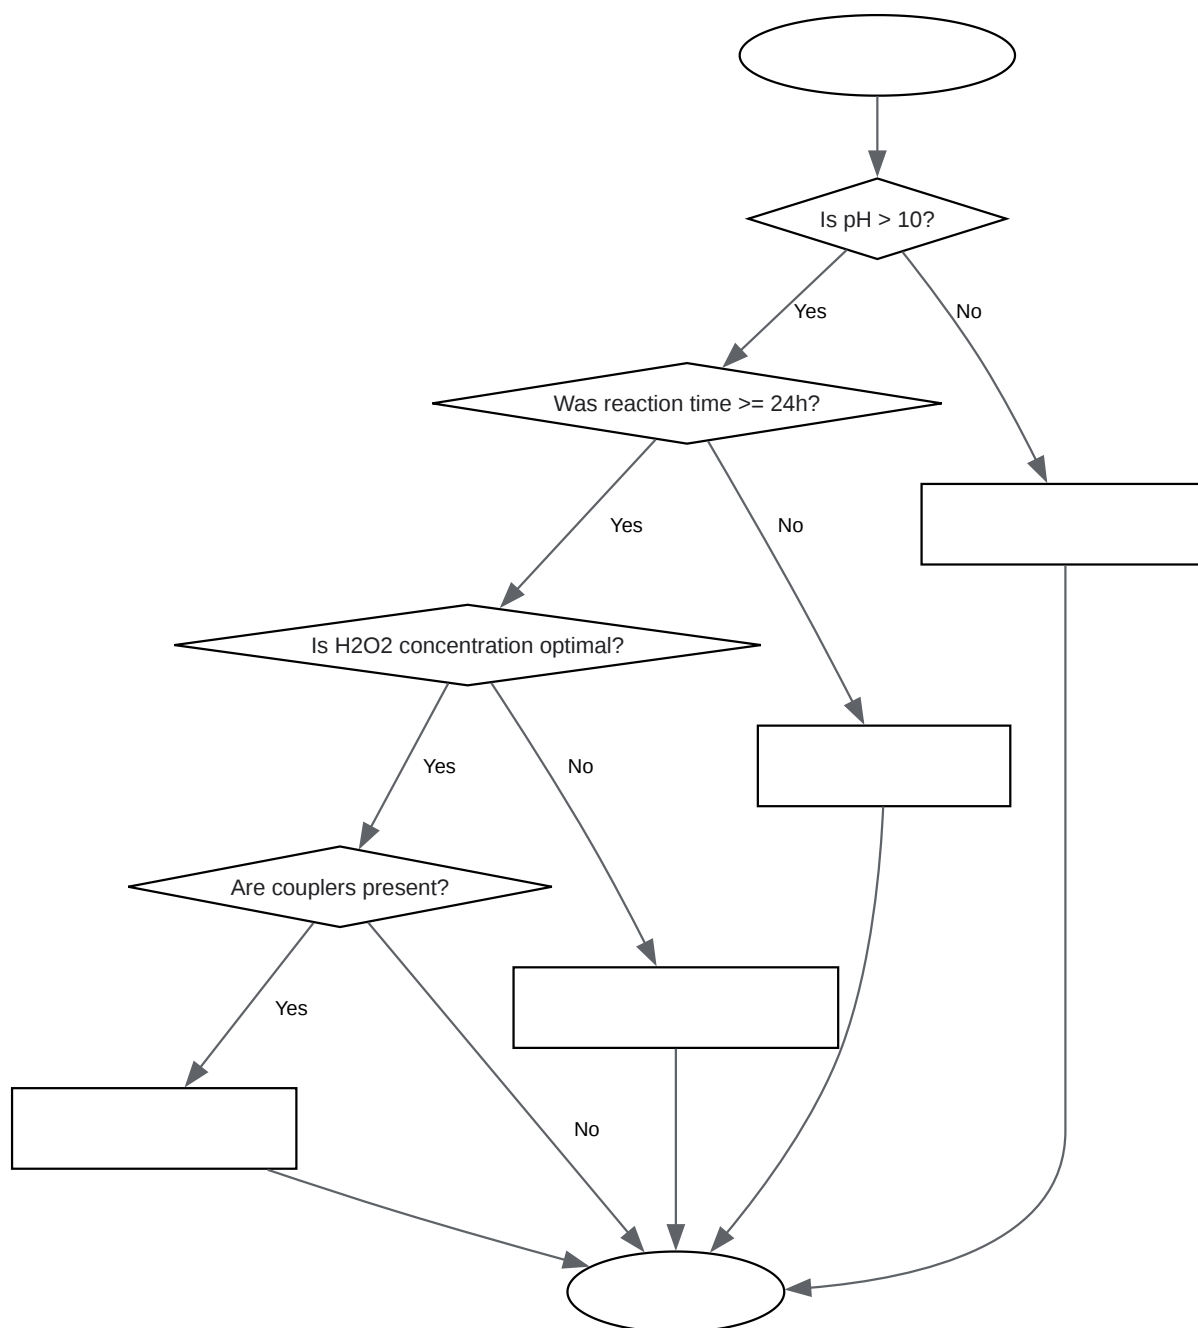 Is pH > 10?
Yes
No
Was reaction time >= 24h?
Yes
No
Is H2O2 concentration optimal?
Yes
No
Are couplers present?
Yes
No